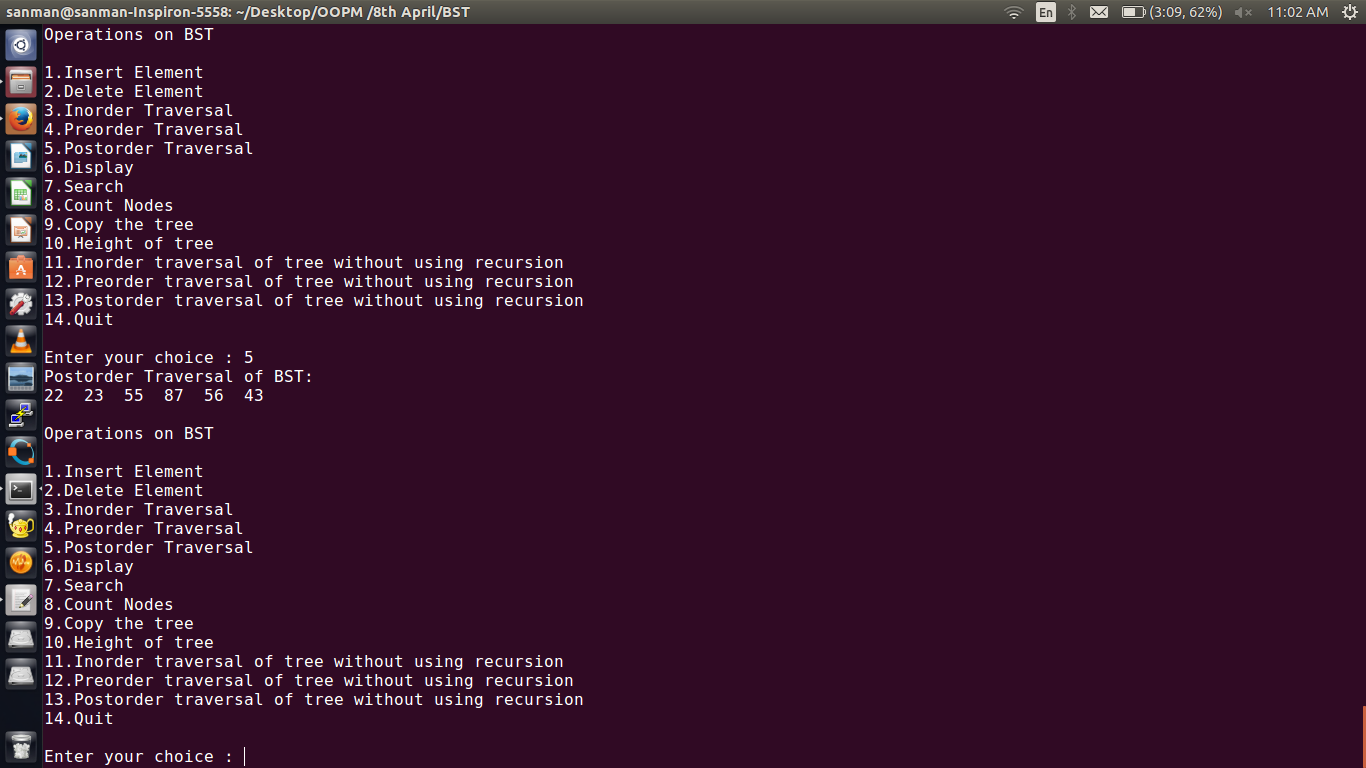 sanman@sanman-Inspiron-5558: ~/Desktop/OOPM /8th April/BST En (3:09, 62%) 11:02 AM
Operations on BST
1.Insert Element
2.Delete Element
3.Inorder Traversal
4.Preorder Traversal
5.Postorder Traversal
6.Display
7.Search
8.Count Nodes
9.Copy the tree
10.Height of tree
11.Inorder traversal of tree without using recursion
12.Preorder traversal of tree without using recursion
13.Postorder traversal of tree without using recursion
14.Quit
Enter your choice : 5
Postorder Traversal of BST:
22  23  55  87  56  43
Operations on BST
1.Insert Element
2.Delete Element
3.Inorder Traversal
4.Preorder Traversal
5.Postorder Traversal
6.Display
7.Search
8.Count Nodes
9.Copy the tree
10.Height of tree
11.Inorder traversal of tree without using recursion
12.Preorder traversal of tree without using recursion
13.Postorder traversal of tree without using recursion
14.Quit
Enter your choice :